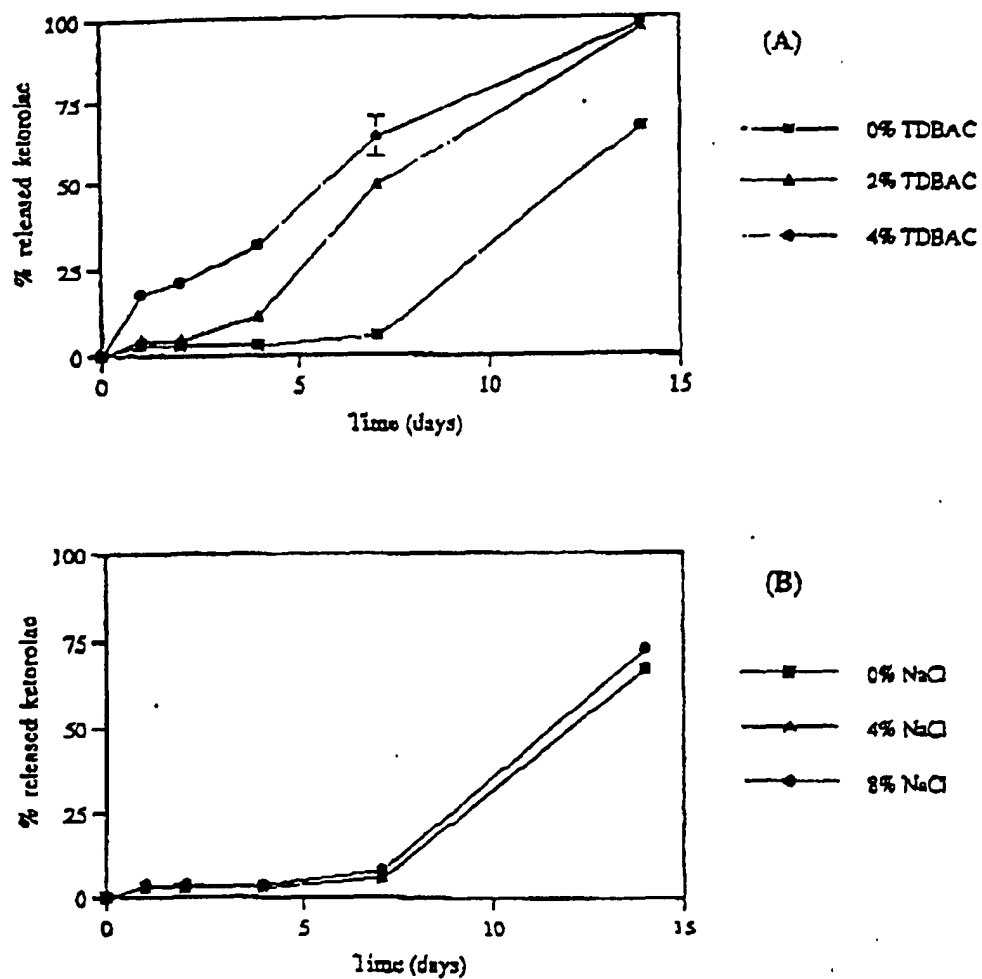 (A)
% released ketorolac
100
75
50
25
0
0 5 10 15
Time (days)
0% TDBAC
2% TDBAC
4% TDBAC
(B)
% released ketorolac
100
75
50
25
0
0 5 10 15
Time (days)
0% NaCl
4% NaCl
8% NaCl